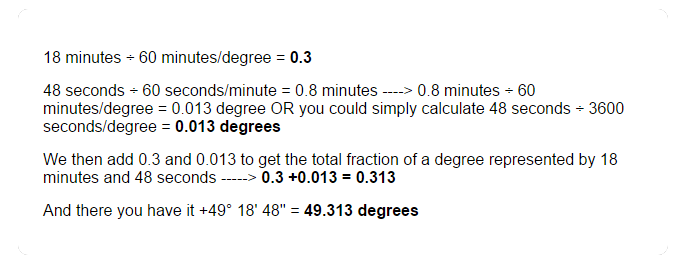 18 minutes ÷ 60 minutes/degree = 0.3
48 seconds ÷ 60 seconds/minute = 0.8 minutes ----> 0.8 minutes ÷ 60
minutes/degree = 0.013 degree OR you could simply calculate 48 seconds ÷ 3600
seconds/degree = 0.013 degrees
We then add 0.3 and 0.013 to get the total fraction of a degree represented by 18
minutes and 48 seconds -----> 0.3 +0.013 = 0.313
And there you have it +49° 18' 48" = 49.313 degrees